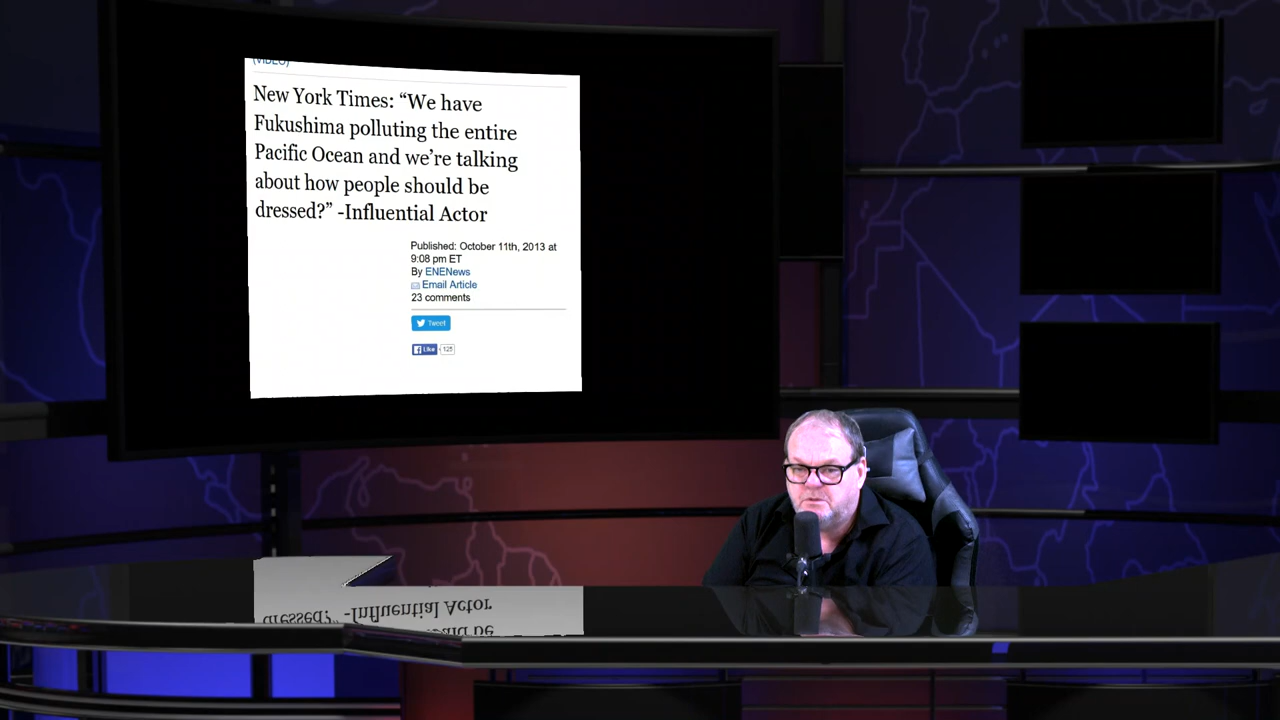 (VIDEO)
New York Times: “We have
Fukushima polluting the entire
Pacific Ocean and we’re talking
about how people should be
dressed?” -Influential Actor
Published: October 11th, 2013 at
9:08 pm ET
By ENENews
Email Article
23 comments
Tweet
Like 125
dressed?” -Influential Actor